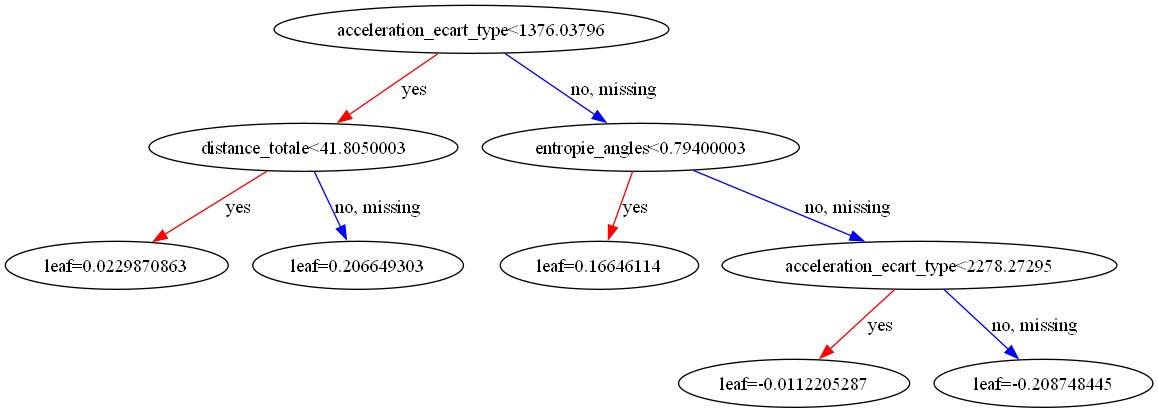 acceleration_ecart_type<1376.03796
yes
no, missing
distance_totale<41.8050003
entropie_angles<0.79400003
yes
no, missing
yes
no, missing
leaf=0.0229870863
leaf=0.206649303
leaf=0.16646114
acceleration_ecart_type<2278.27295
yes
no, missing
leaf=-0.0112205287
leaf=-0.208748445